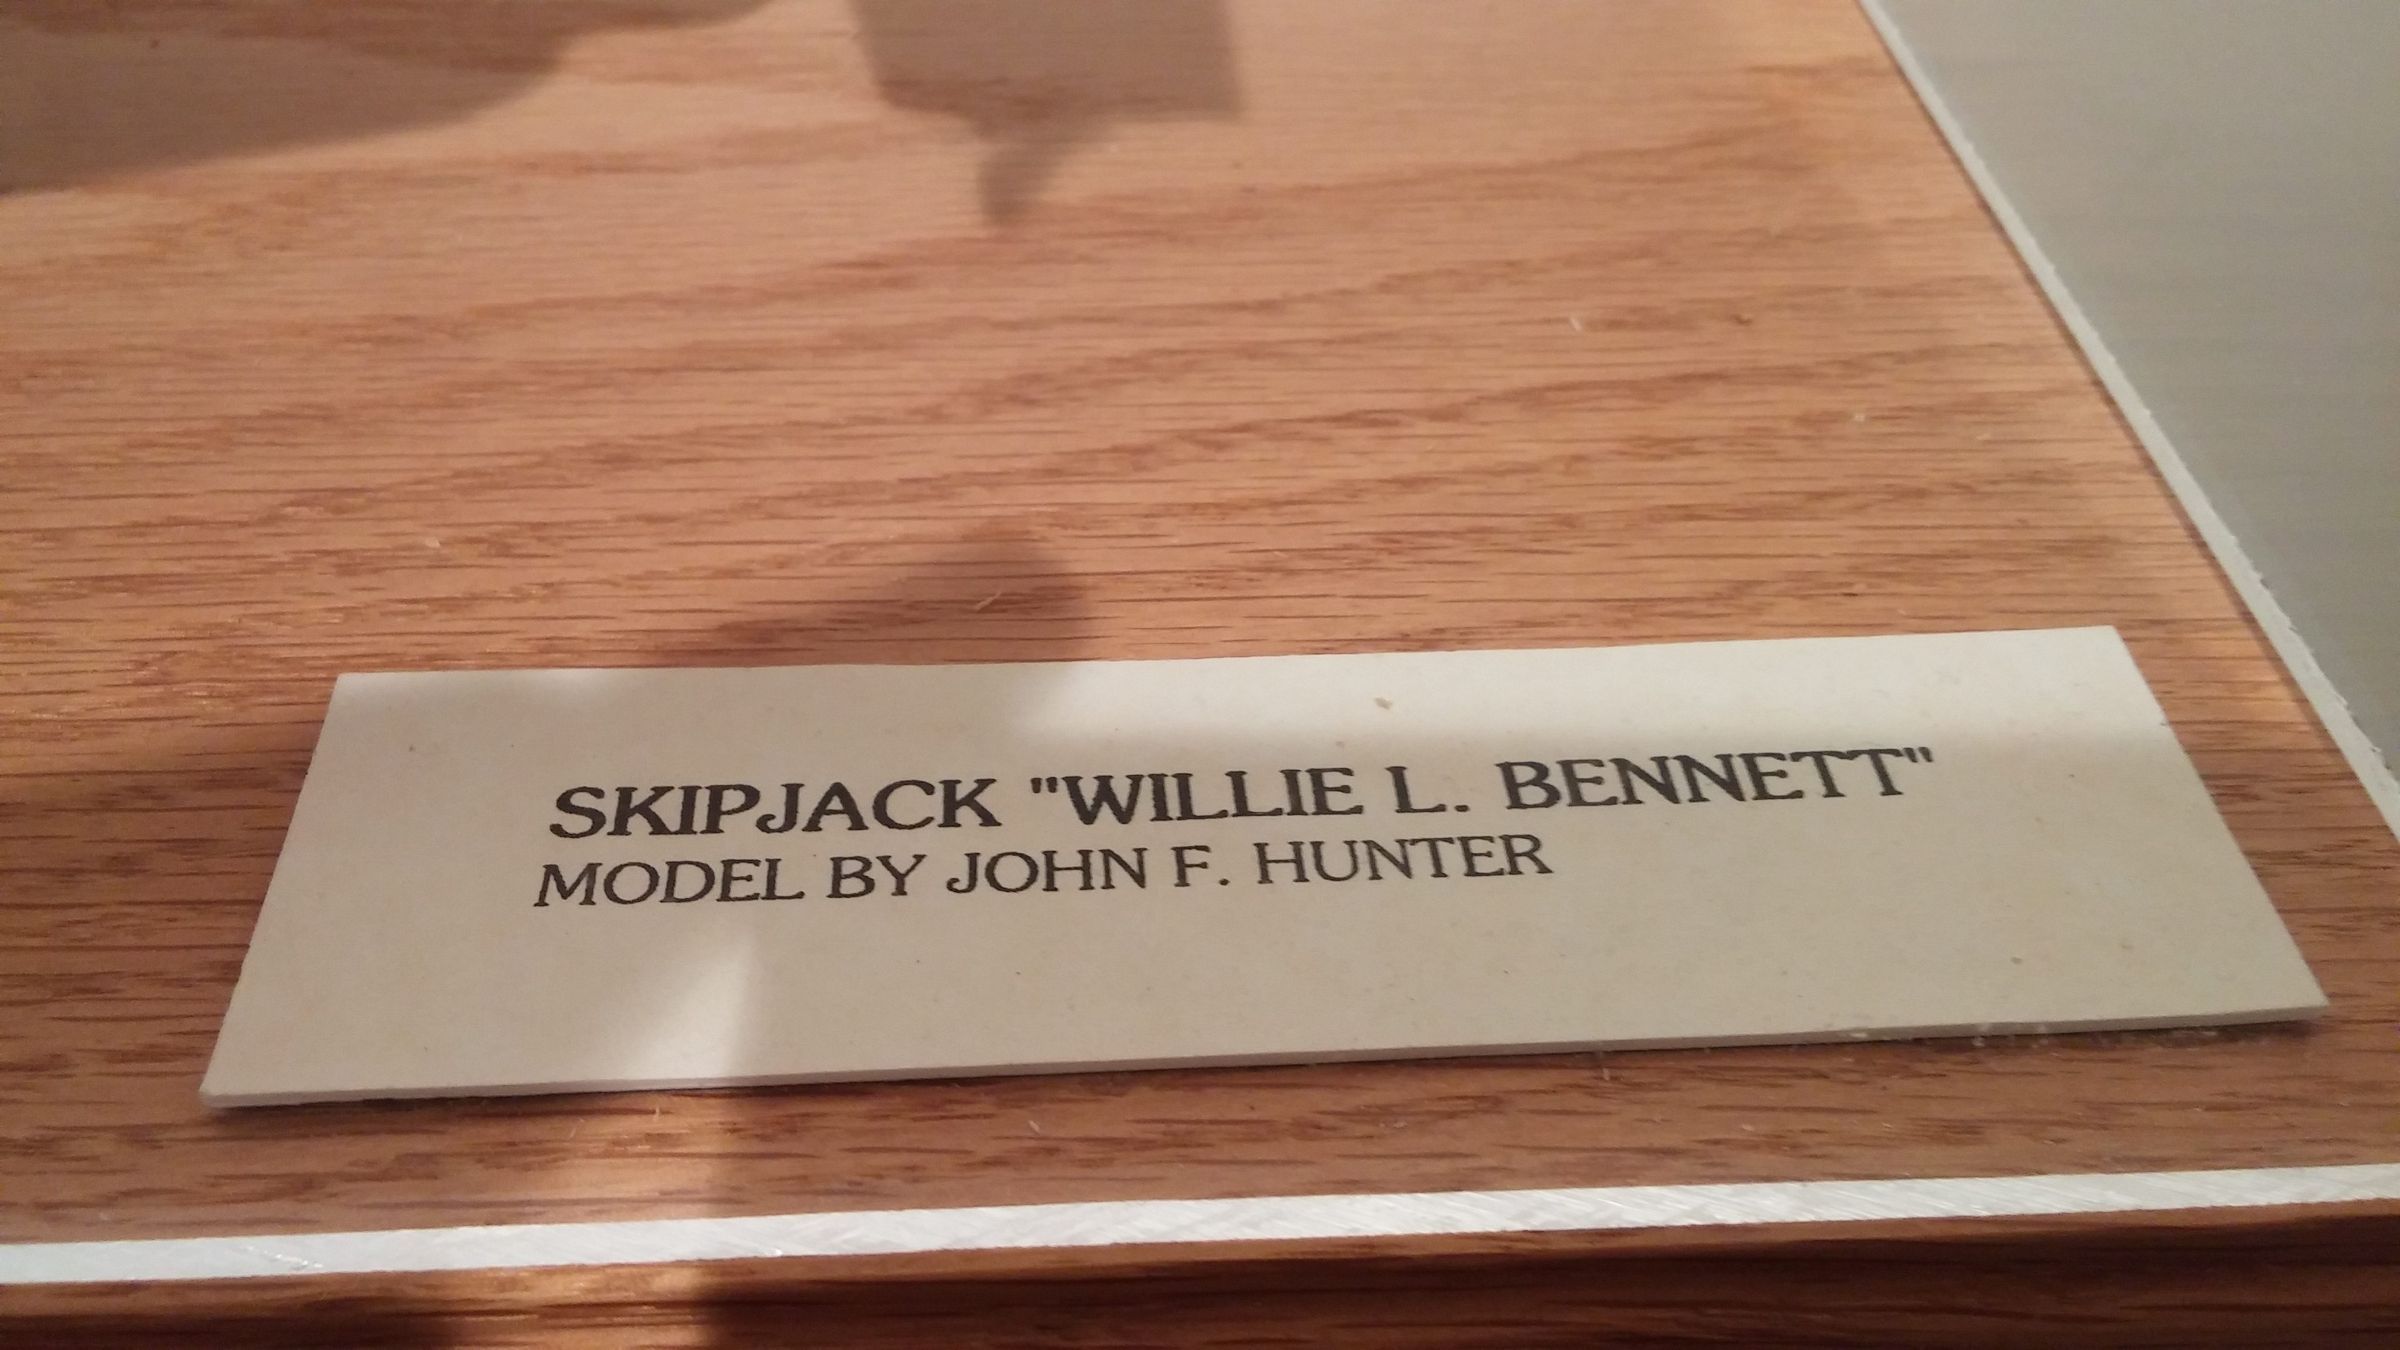 SKIPJACK "WILLIE L. BENNETT"
MODEL BY JOHN F. HUNTER